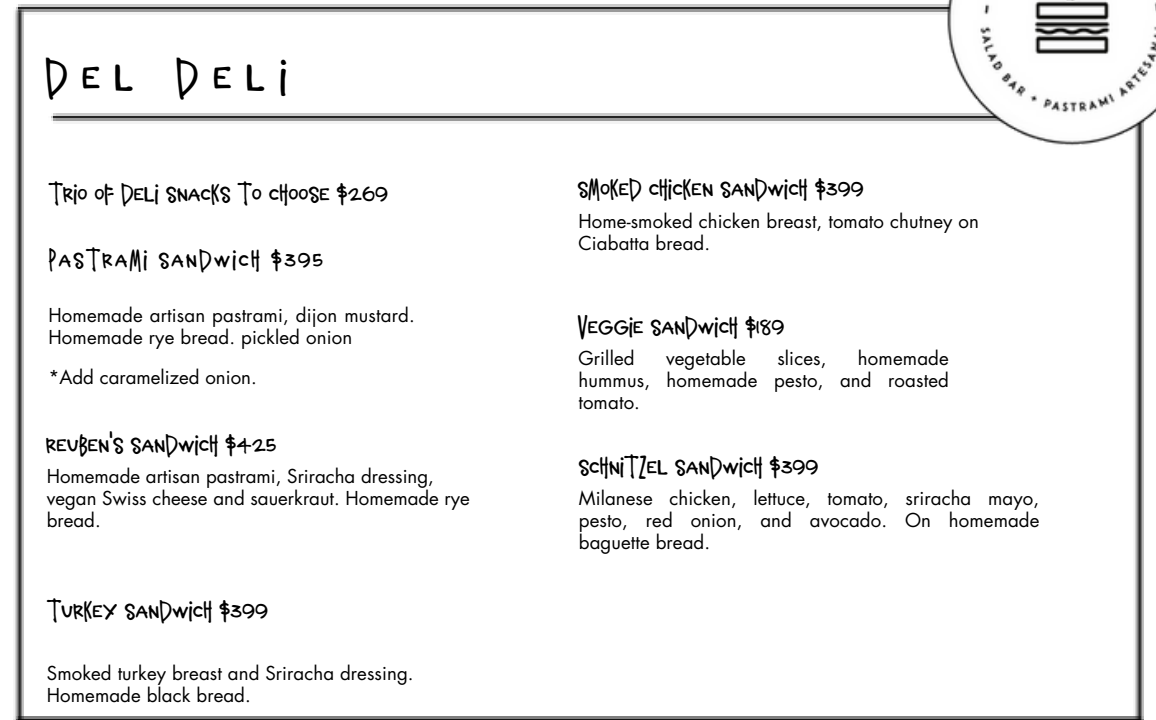 DEL DELi
- SALAD BAR + PASTRAMI ARTESANAL
TRio oF DELi SNACKS To cHooSE $269
PASTRAMi SANDwicH $395
Homemade artisan pastrami, dijon mustard.
Homemade rye bread. pickled onion
*Add caramelized onion.
REUBEN'S SANDwicH $425
Homemade artisan pastrami, Sriracha dressing,
vegan Swiss cheese and sauerkraut. Homemade rye
bread.
TURKEY SANDwicH $399
Smoked turkey breast and Sriracha dressing.
Homemade black bread.
SMoKED cHicKEN SANDwicH $399
Home-smoked chicken breast, tomato chutney on
Ciabatta bread.
VEGGiE SANDwicH $189
Grilled vegetable slices, homemade
hummus, homemade pesto, and roasted
tomato.
ScHNiTZEL SANDwicH $399
Milanese chicken, lettuce, tomato, sriracha mayo,
pesto, red onion, and avocado. On homemade
baguette bread.